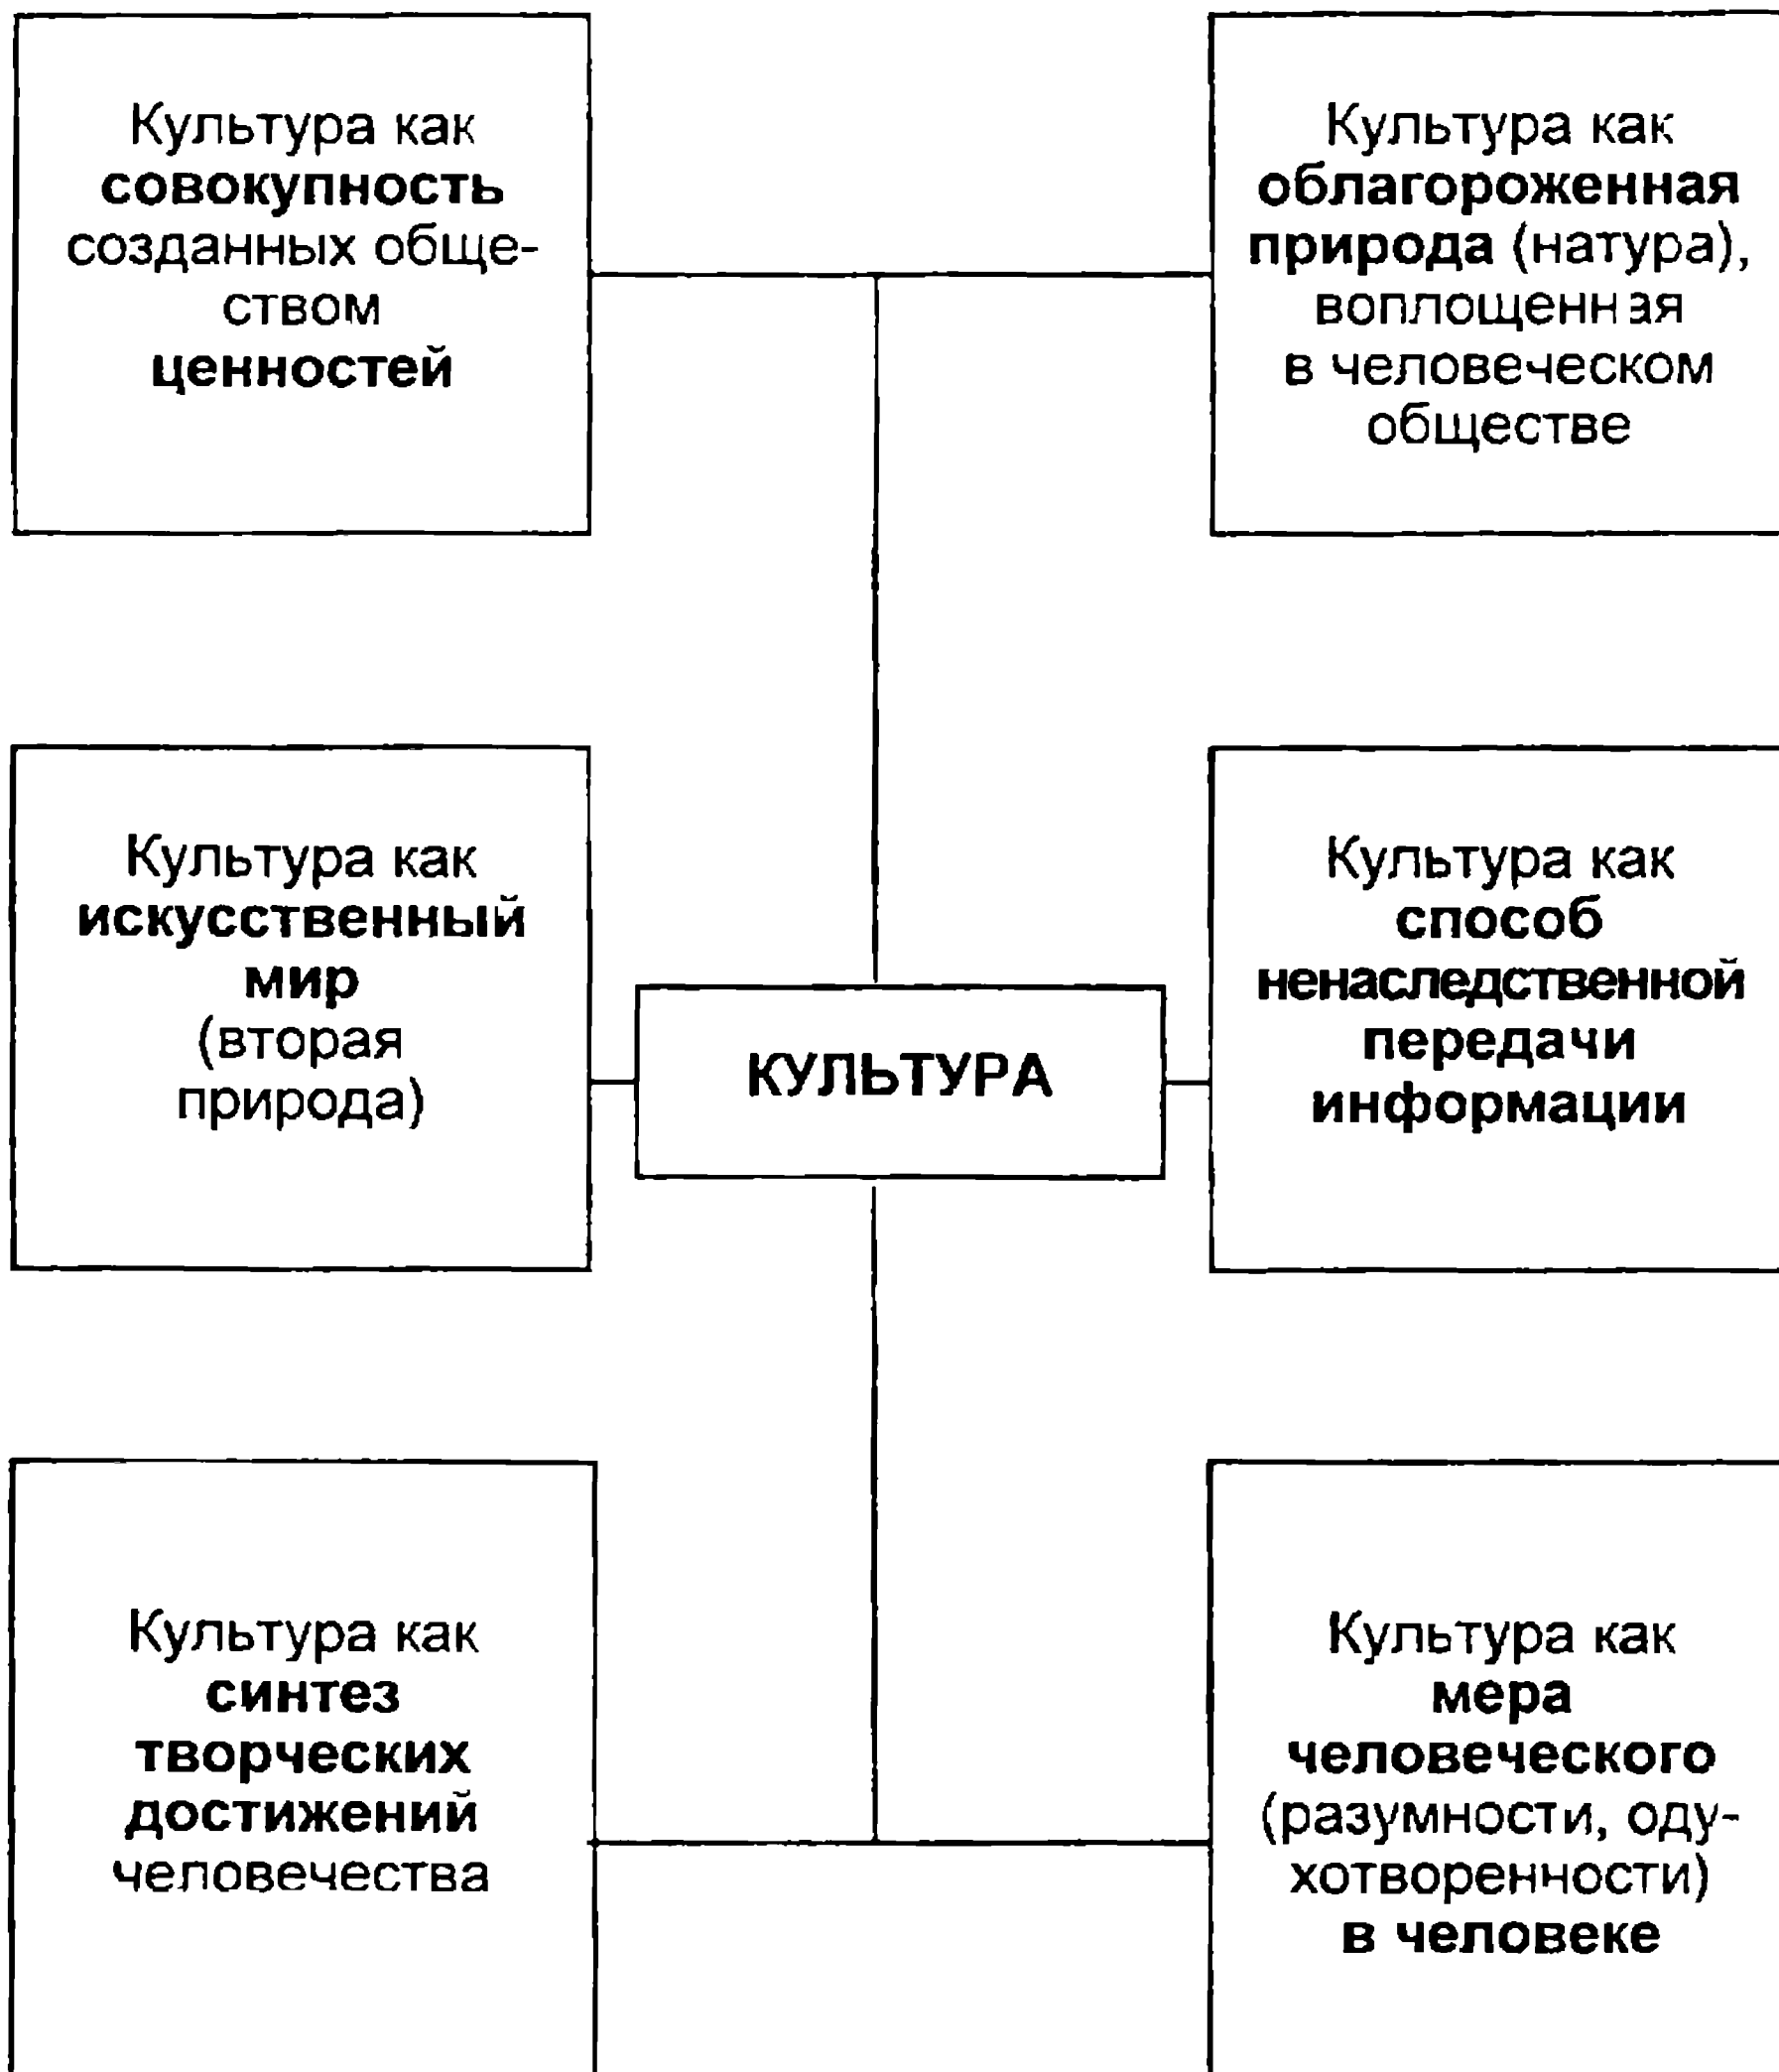 Культура как
совокупность
созданных обще-
ством
ценностей
Культура как
облагороженная
природа (натура),
воплощенная
в человеческом
обществе
Культура как
искусственный
мир
(вторая
природа)
КУЛЬТУРА
Культура как
способ
ненаследственной
передачи
информации
Культура как
синтез
творческих
достижений
человечества
Культура как
мера
человеческого
(разумности, оду-
хотворенности)
в человеке